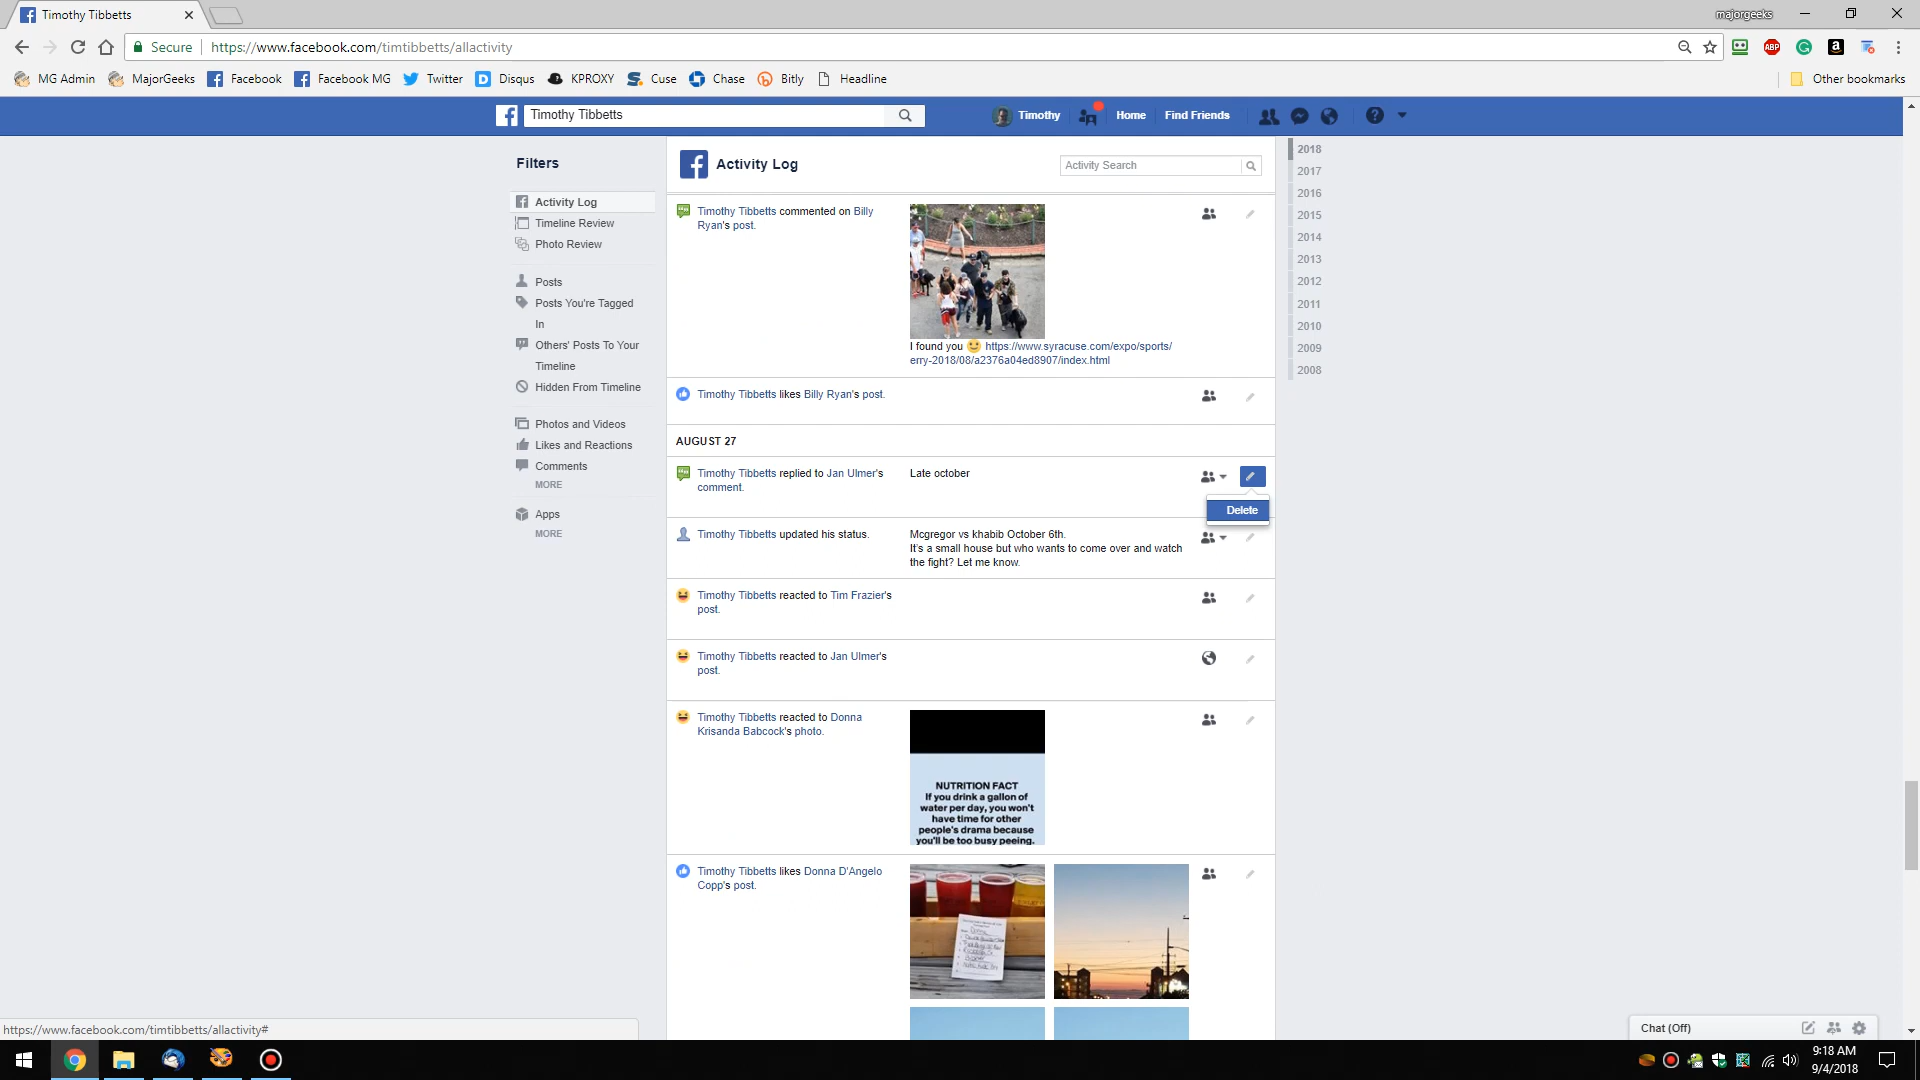 Timothy Tibbetts
majorgeeks
Secure
https://www.facebook.com/timtibbetts/allactivity
ABP
MG Admin
MajorGeeks
Facebook
Facebook MG
Twitter
Disqus
KPROXY
Cuse
Chase
Bitly
Headline
Other bookmarks
Timothy Tibbetts
Timothy
Home
Find Friends
Filters
Activity Log
Timeline Review
Photo Review
Posts
Posts You're Tagged
In
Others' Posts To Your
Timeline
Hidden From Timeline
Photos and Videos
Likes and Reactions
Comments
MORE
Apps
MORE
Activity Log
Activity Search
Timothy Tibbetts commented on Billy
Ryan's post.
I found you https://www.syracuse.com/expo/sports/
erry-2018/08/a2376a04ed8907/index.html
Timothy Tibbetts likes Billy Ryan's post.
AUGUST 27
Timothy Tibbetts replied to Jan Ulmer's
comment.
Late october
Delete
Timothy Tibbetts updated his status.
Mcgregor vs khabib October 6th.
It's a small house but who wants to come over and watch
the fight? Let me know.
Timothy Tibbetts reacted to Tim Frazier's
post.
Timothy Tibbetts reacted to Jan Ulmer's
post.
Timothy Tibbetts reacted to Donna
Krisanda Babcock's photo.
NUTRITION FACT
If you drink a gallon of
water per day, you won't
have time for other
people's drama because
you'll be too busy peeing.
Timothy Tibbetts likes Donna D'Angelo
Copp's post.
2018
2017
2016
2015
2014
2013
2012
2011
2010
2009
2008
https://www.facebook.com/timtibbetts/allactivity#
Chat (Off)
9:18 AM
9/4/2018